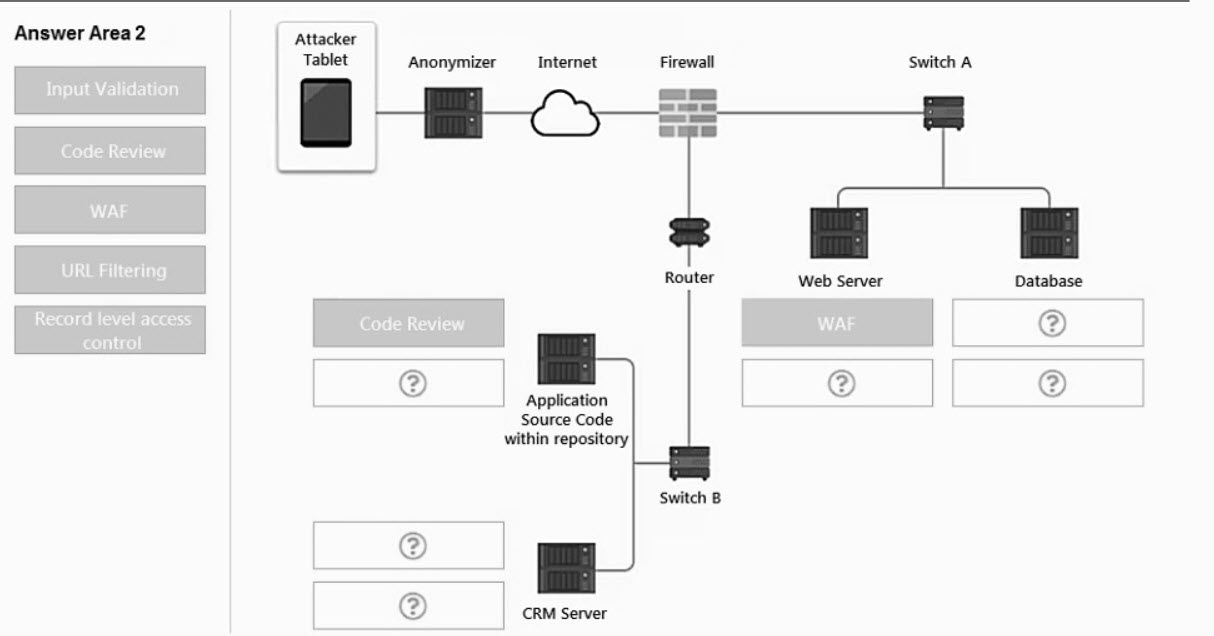 Answer Area 2
Input Validation
Code Review
WAF
URL Filtering
Record level access
control
Attacker
Tablet
Anonymizer
Internet
Firewall
Switch A
Router
Web Server
Database
WAF
?
?
?
Code Review
?
Application
Source Code
within repository
Switch B
?
?
CRM Server